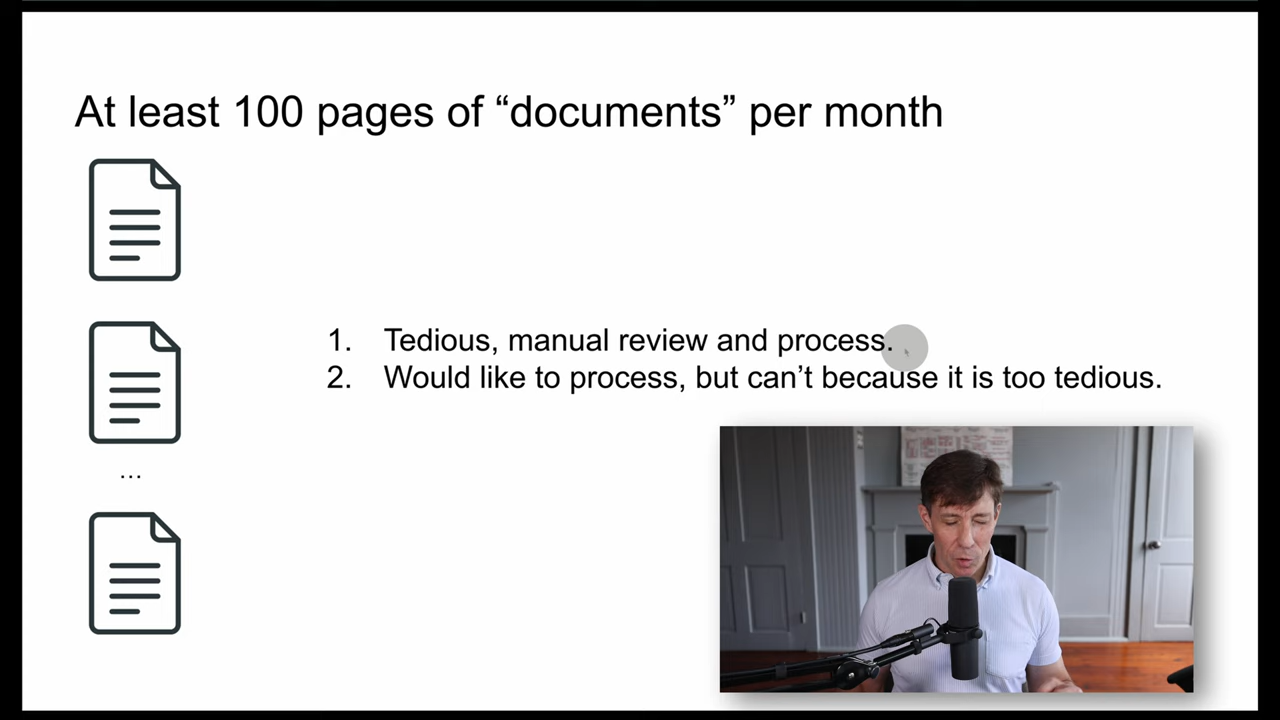 At least 100 pages of “documents” per month
1. Tedious, manual review and process.
2. Would like to process, but can’t because it is too tedious.
...